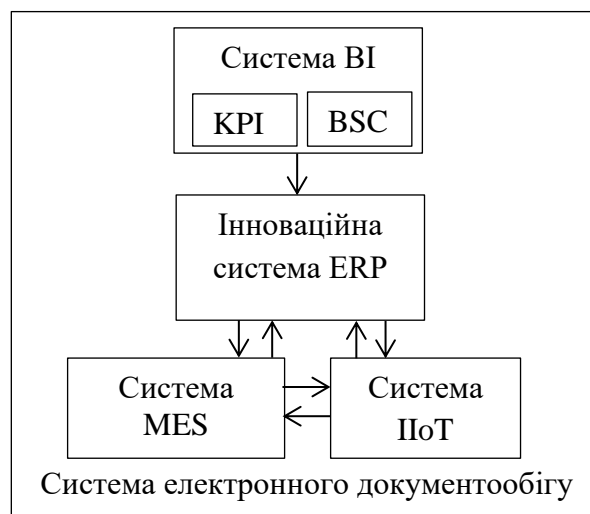 Система BI
KPI
BSC
Інноваційна
система ERP
Система
MES
Система
IIoT
Система електронного документообігу